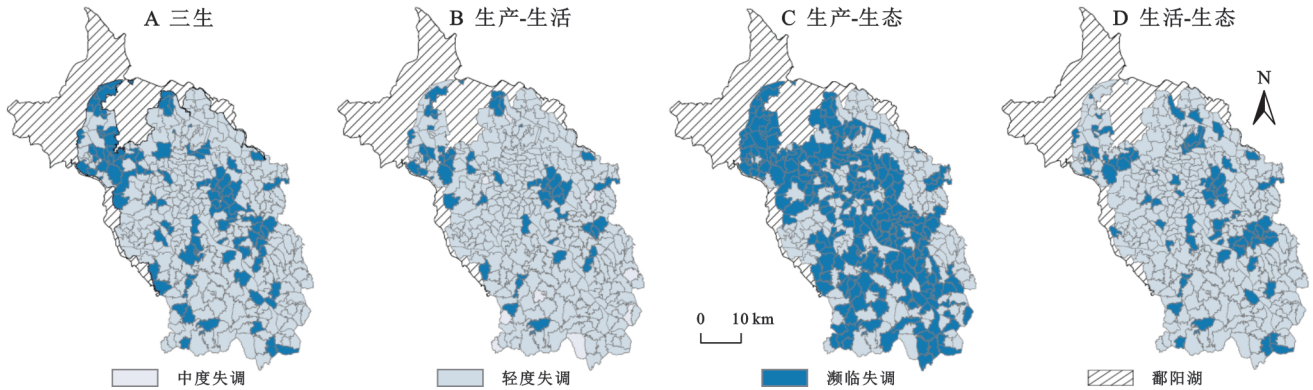 A 三生
B 生产-生活
C 生产-生态
D 生活-生态
N
0 10 km
中度失调
轻度失调
濒临失调
鄱阳湖